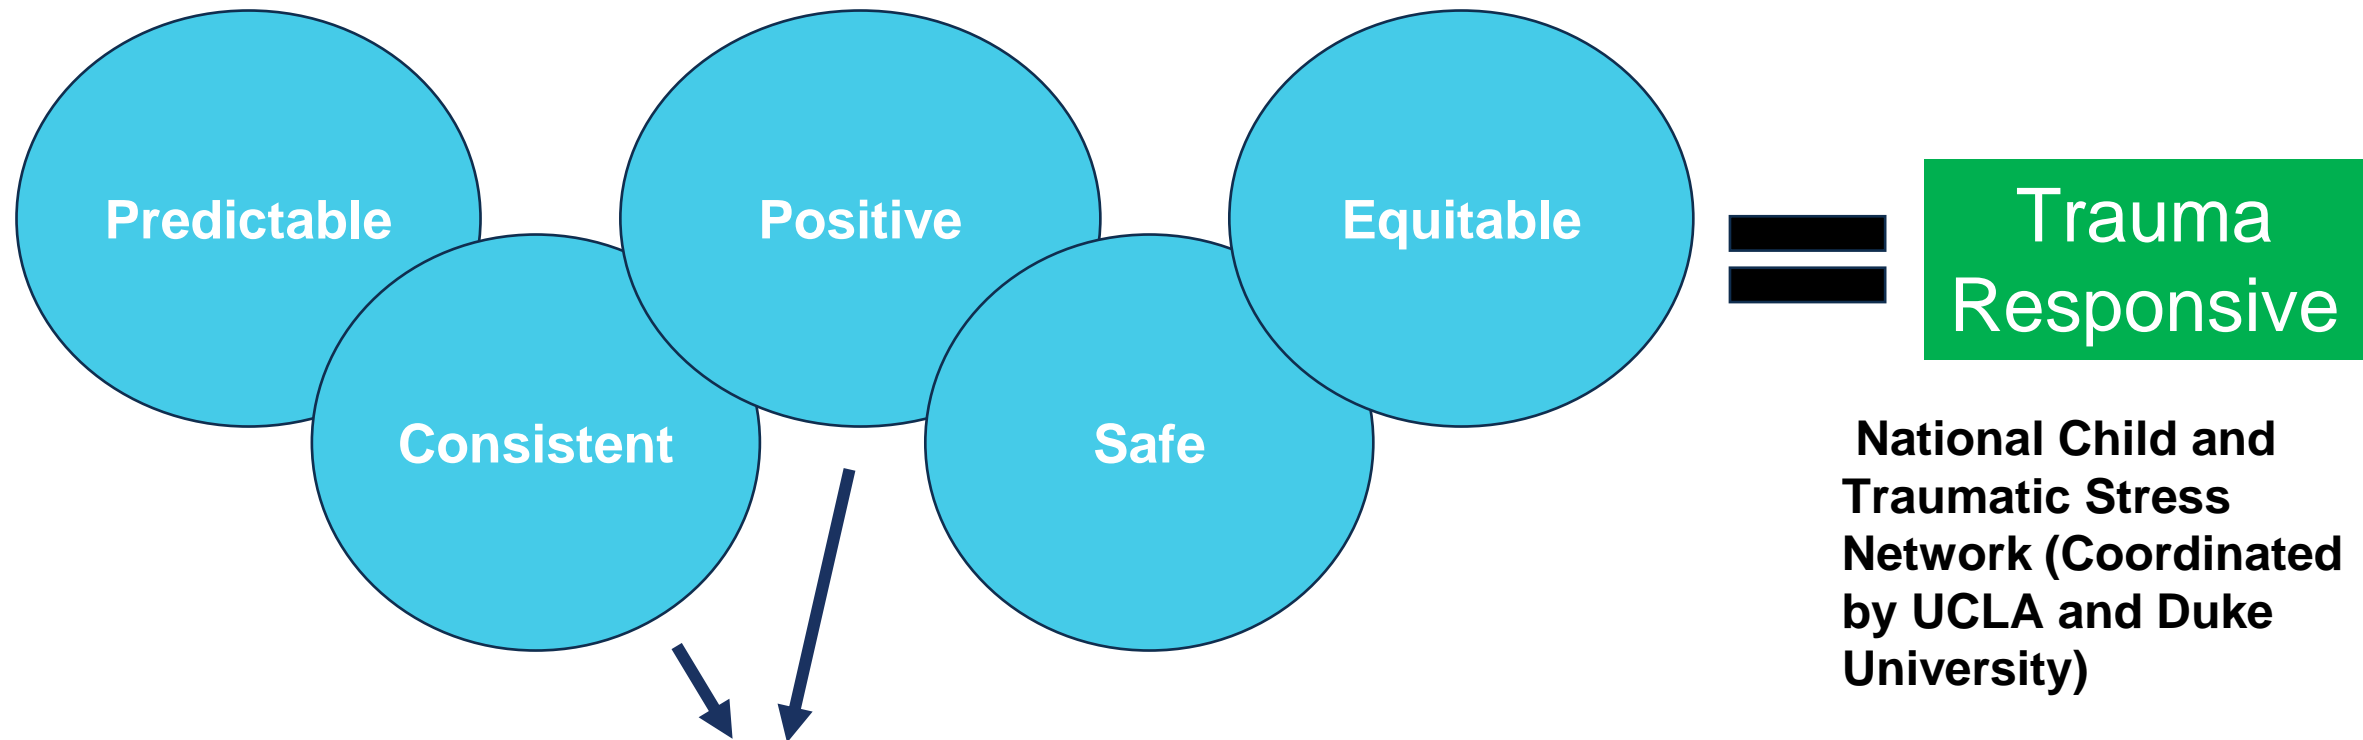 Predictable
Consistent
Positive
Safe
Equitable
Trauma
Responsive
National Child and
Traumatic Stress
Network (Coordinated
by UCLA and Duke
University)